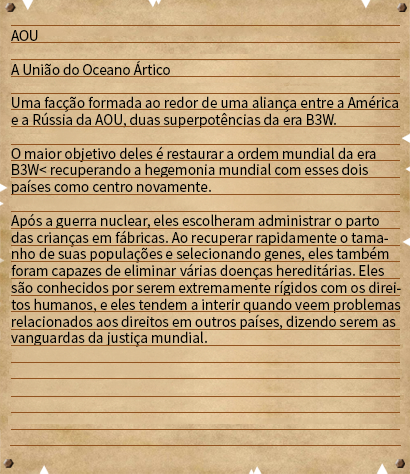 AOU
A União do Oceano Ártico
Uma facção formada ao redor de uma aliança entre a América
e a Rússia da AOU, duas superpotências da era B3W.
O maior objetivo deles é restaurar a ordem mundial da era
B3W< recuperando a hegemonia mundial com esses dois
países como centro novamente.
Após a guerra nuclear, eles escolheram administrar o parto
das crianças em fábricas. Ao recuperar rapidamente o tama-
nho de suas populações e selecionando genes, eles também
foram capazes de eliminar várias doenças hereditárias. Eles
são conhecidos por serem extremamente rígidos com os direi-
tos humanos, e eles tendem a interir quando veem problemas
relacionados aos direitos em outros países, dizendo serem as
vanguardas da justiça mundial.